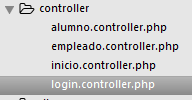 controller
alumno.controller.php
empleado.controller.php
inicio.controller.php
login.controller.php